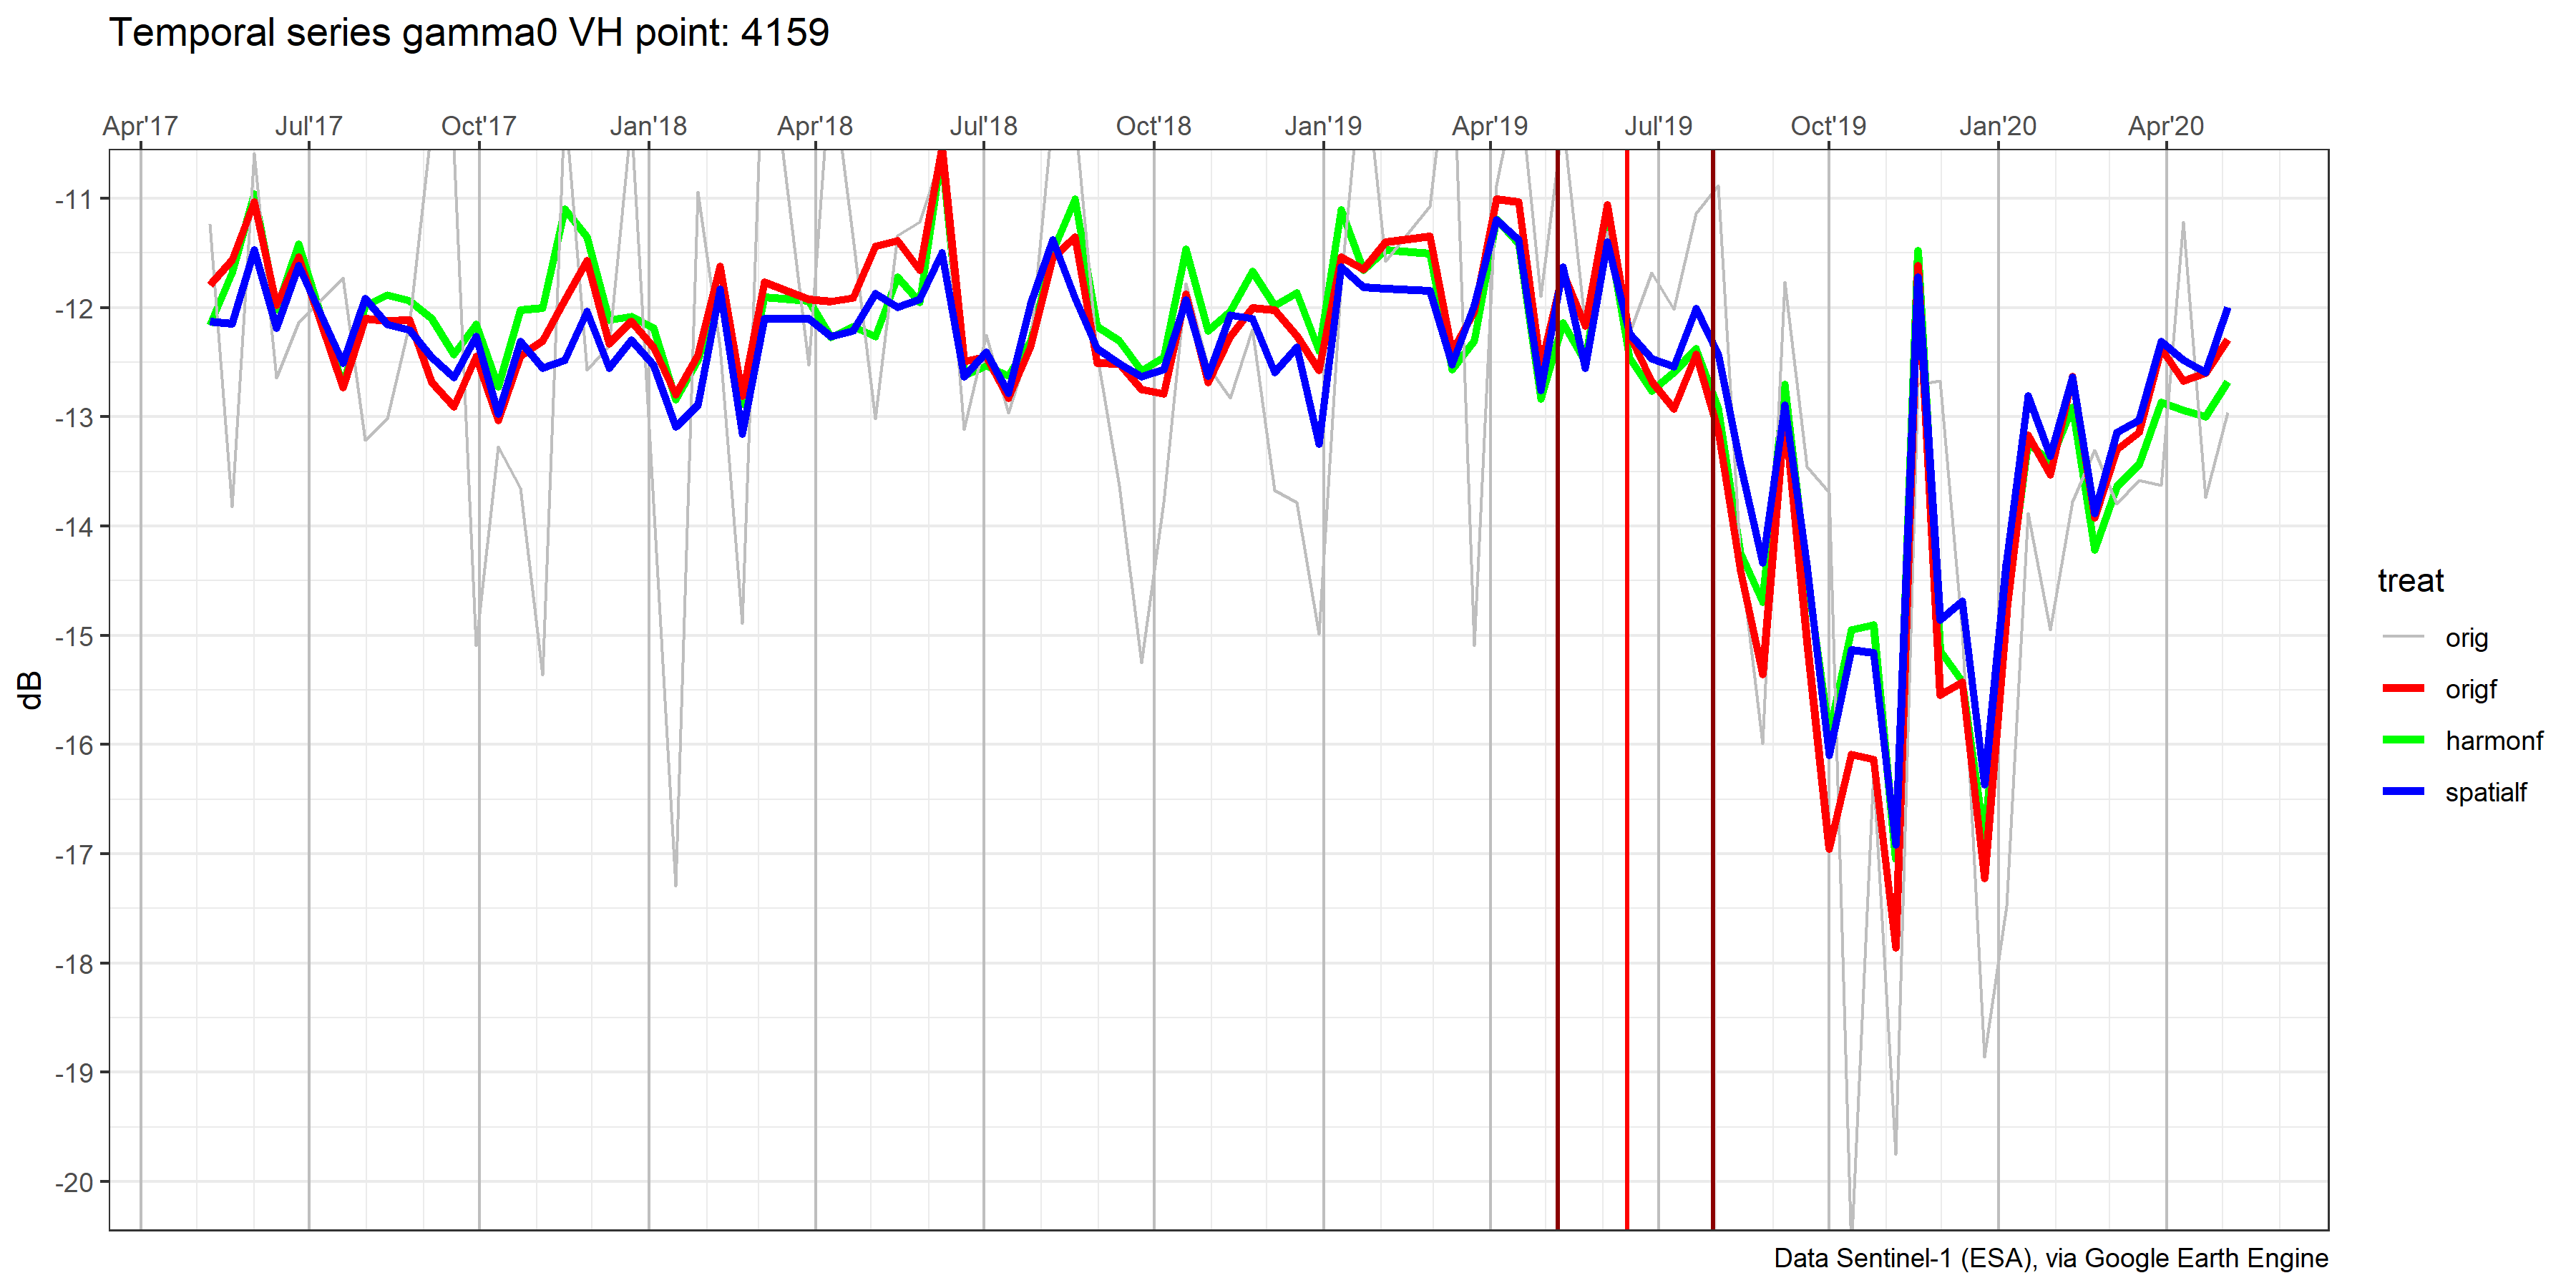 Temporal series gamma0 VH point: 4159
Apr'17 Jul'17 Oct'17 Jan'18 Apr'18 Jul'18 Oct'18 Jan'19 Apr'19 Jul'19 Oct'19 Jan'20 Apr'20
-11
-12
-13
-14
-15
-16
-17
-18
-19
-20
dB
treat
orig
origf
harmonf
spatialf
Data Sentinel-1 (ESA), via Google Earth Engine